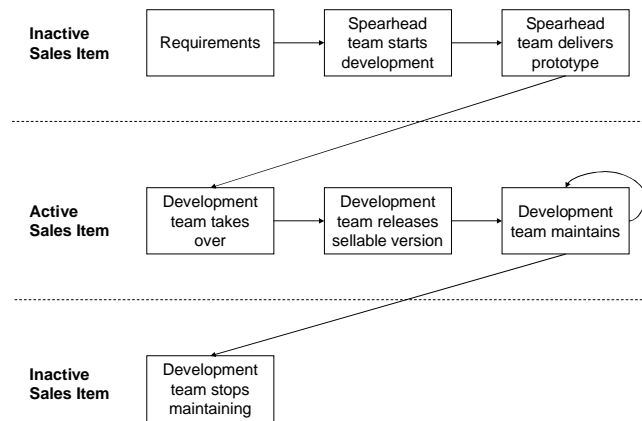 Inactive
Sales Item
Requirements
Spearhead
team starts
development
Spearhead
team delivers
prototype
Active
Sales Item
Development
team takes
over
Development
team releases
sellable version
Development
team maintains
Inactive
Sales Item
Development
team stops
maintaining